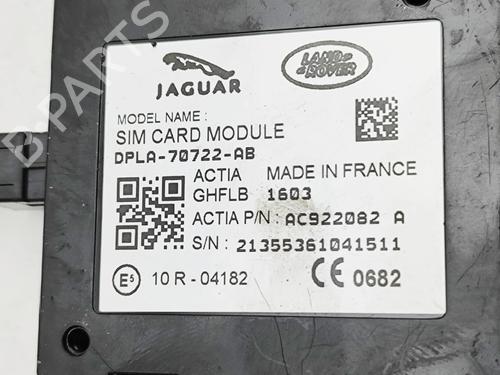 B-PARTS
JAGUAR
LAND ROVER
MODEL NAME :
SIM CARD MODULE
DPLA-70722-AB
ACTIA MADE IN FRANCE
GHFLB 1603
ACTIA P/N : AC922082 A
S/N : 21355361041511
E5 10 R - 04182 CE 0682